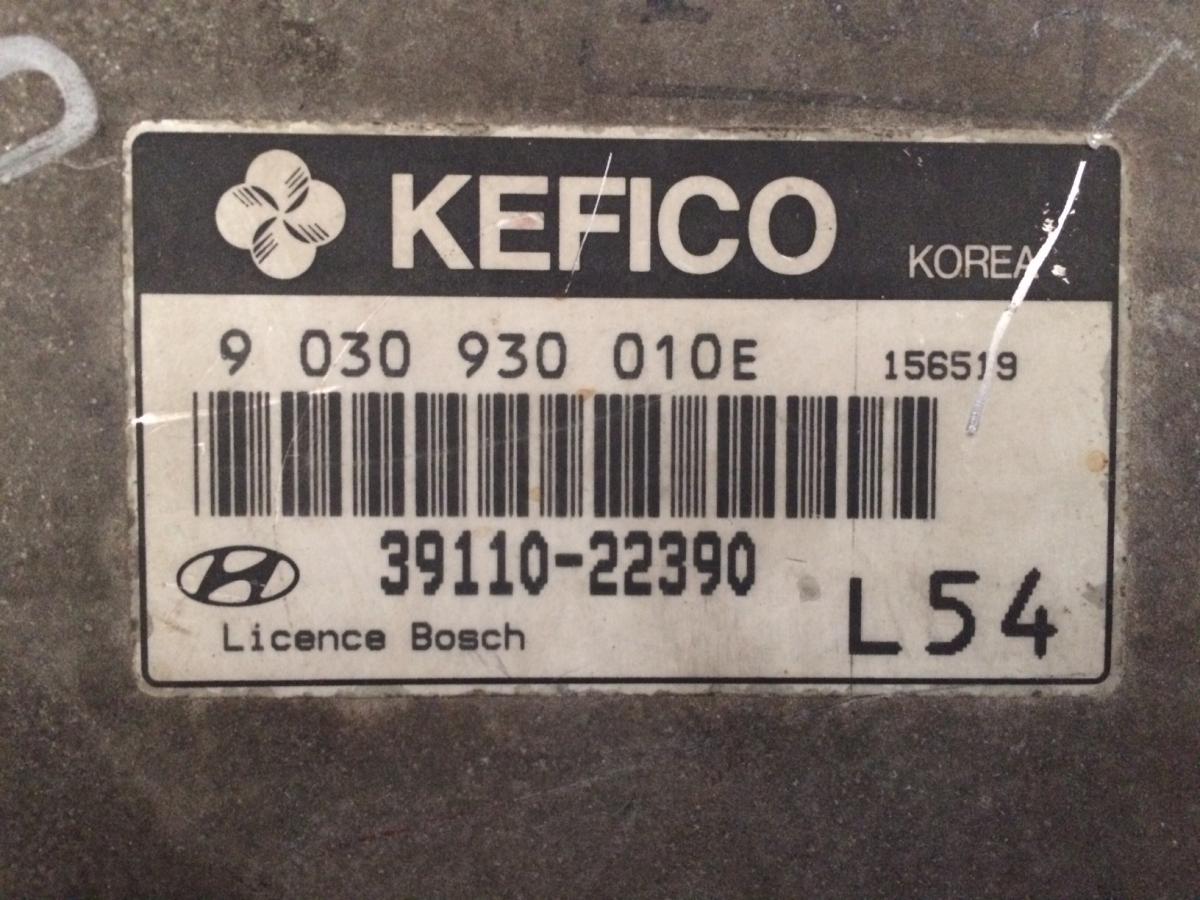 KEFICO
KOREA
9 030 930 010E 156519
39110-22390
L54
Licence Bosch